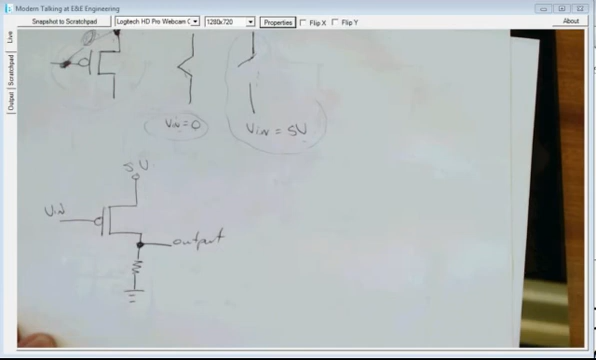 Modern Talking at E&E Engineering
Snapshot to Scratchpad
Logitech HD Pro Webcam C
1280x720
Properties
Flip X
Flip Y
About
Live
Scratchpad
Output
Vin=0
Vin = 5V
5V
Vin
output